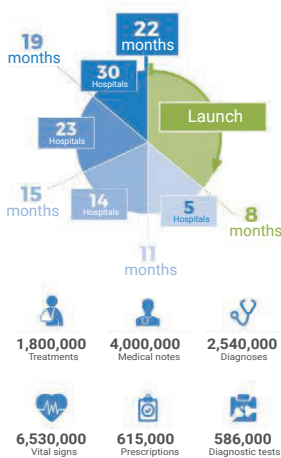 22
months
19
months
30
Hospitals
Launch
23
Hospitals
15
months
14
Hospitals
5
Hospitals
8
months
11
months
1,800,000
Treatments
4,000,000
Medical notes
2,540,000
Diagnoses
6,530,000
Vital signs
615,000
Prescriptions
586,000
Diagnostic tests